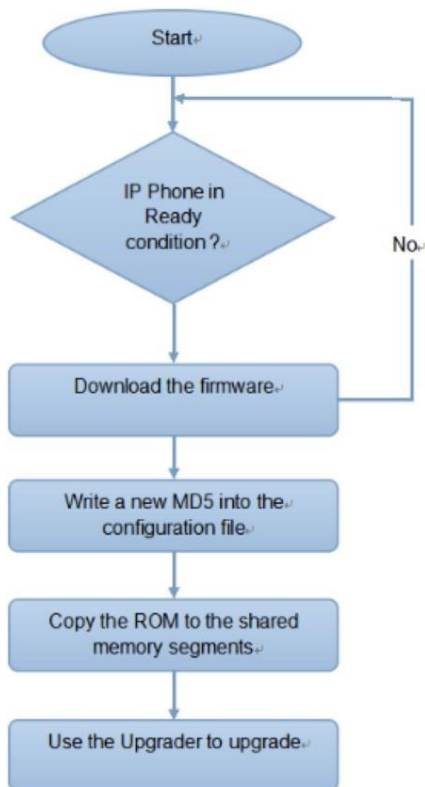 Start
IP Phone in
Ready
condition ?
No
Download the firmware
Write a new MD5 into the
configuration file
Copy the ROM to the shared
memory segments
Use the Upgrader to upgrade